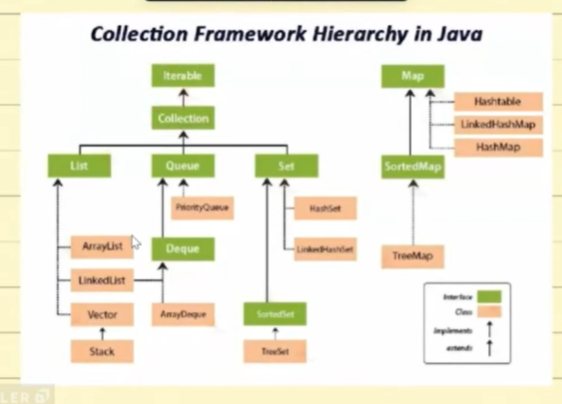 Collection Framework Hierarchy in Java
Iterable
Map
Collection
Hashtable
LinkedHashMap
HashMap
List
Queue
Set
SortedMap
PriorityQueue
HashSet
ArrayList
Deque
LinkedHashSet
TreeMap
LinkedList
Vector
ArrayDeque
SortedSet
Stack
TreeSet
Interface
Class
implements
extends
LER